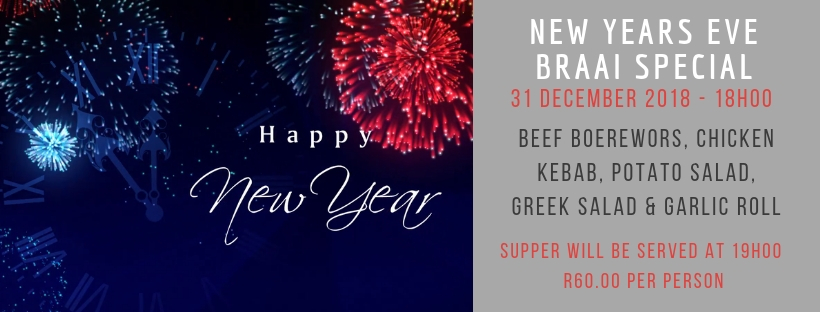 Happy
New Year
NEW YEARS EVE
BRAAI SPECIAL
31 DECEMBER 2018 - 18H00
BEEF BOEREWORS, CHICKEN
KEBAB, POTATO SALAD,
GREEK SALAD & GARLIC ROLL
SUPPER WILL BE SERVED AT 19H00
R60.00 PER PERSON